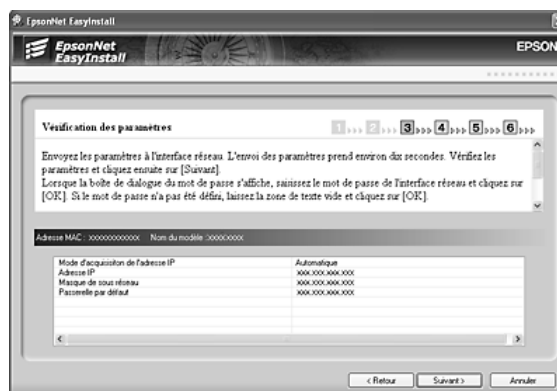 EpsonNet EasyInstall
EpsonNet
EasyInstall
EPSON
Vérification des paramètres
1 >>> 2 >>> 3 >>> 4 >>> 5 >>> 6 >>>
Envoyez les paramètres à l'interface réseau. L'envoi des paramètres prend environ dix secondes. Vérifiez les
paramètres et cliquez ensuite sur [Suivant].
Lorsque la boîte de dialogue du mot de passe s'affiche, saisissez le mot de passe de l'interface réseau et cliquez sur
[OK]. Si le mot de passe n'a pas été défini, laissez la zone de texte vide et cliquez sur [OK].
Adresse MAC : xxxxxxxxxxxx Nom du modèle :xxxxxxxxx
Mode d'acquisiton de l'adresse IP Automatique
Adresse IP xxx.xxx.xxx.xxx
Masque de sous réseau xxx.xxx.xxx.xxx
Passerelle par défaut xxx.xxx.xxx.xxx
< Retour Suivant > Annuler